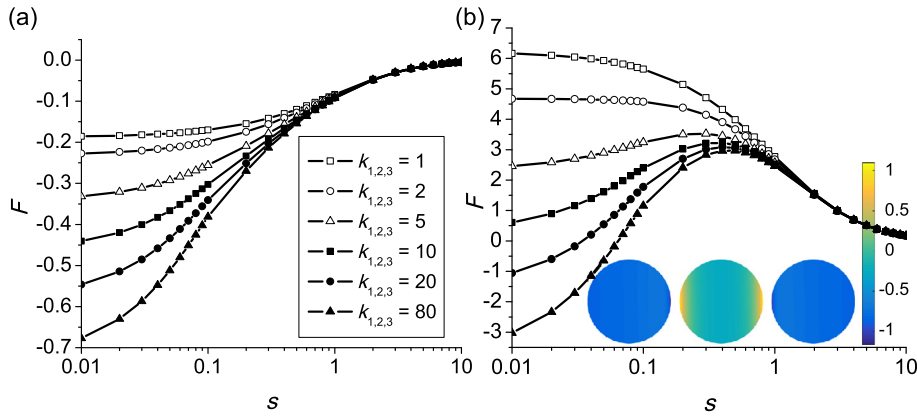 (a)
0.0
-0.1
-0.2
-0.3
-0.4
-0.5
-0.6
-0.7
F
0.01
0.1
1
10
s
k1,2,3 = 1
k1,2,3 = 2
k1,2,3 = 5
k1,2,3 = 10
k1,2,3 = 20
k1,2,3 = 80
(b)
7
6
5
4
3
2
1
0
-1
-2
-3
F
0.01
0.1
1
10
s
1
0.5
0
-0.5
-1